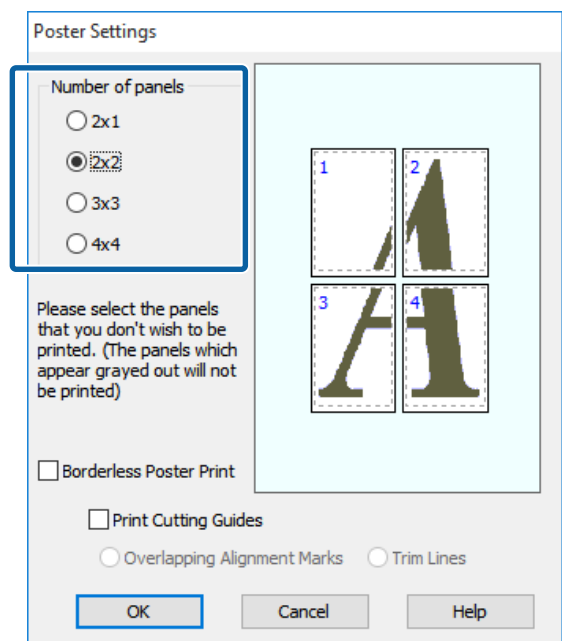 Poster Settings
Number of panels
2x1
2x2
3x3
4x4
1
2
3
4
Please select the panels
that you don't wish to be
printed. (The panels which
appear grayed out will not
be printed)
Borderless Poster Print
Print Cutting Guides
Overlapping Alignment Marks Trim Lines
OK Cancel Help